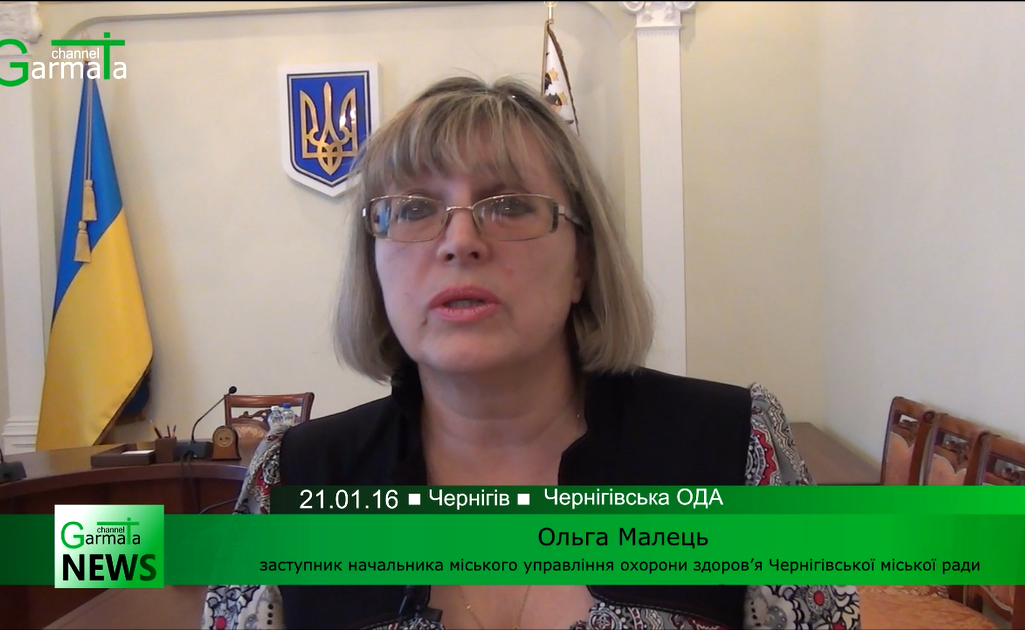 channel
Garmata
21.01.16 ■ Чернігів ■ Чернігівська ОДА
Ольга Малець
заступник начальника міського управління охорони здоров’я Чернігівської міської ради
channel
Garmata
NEWS